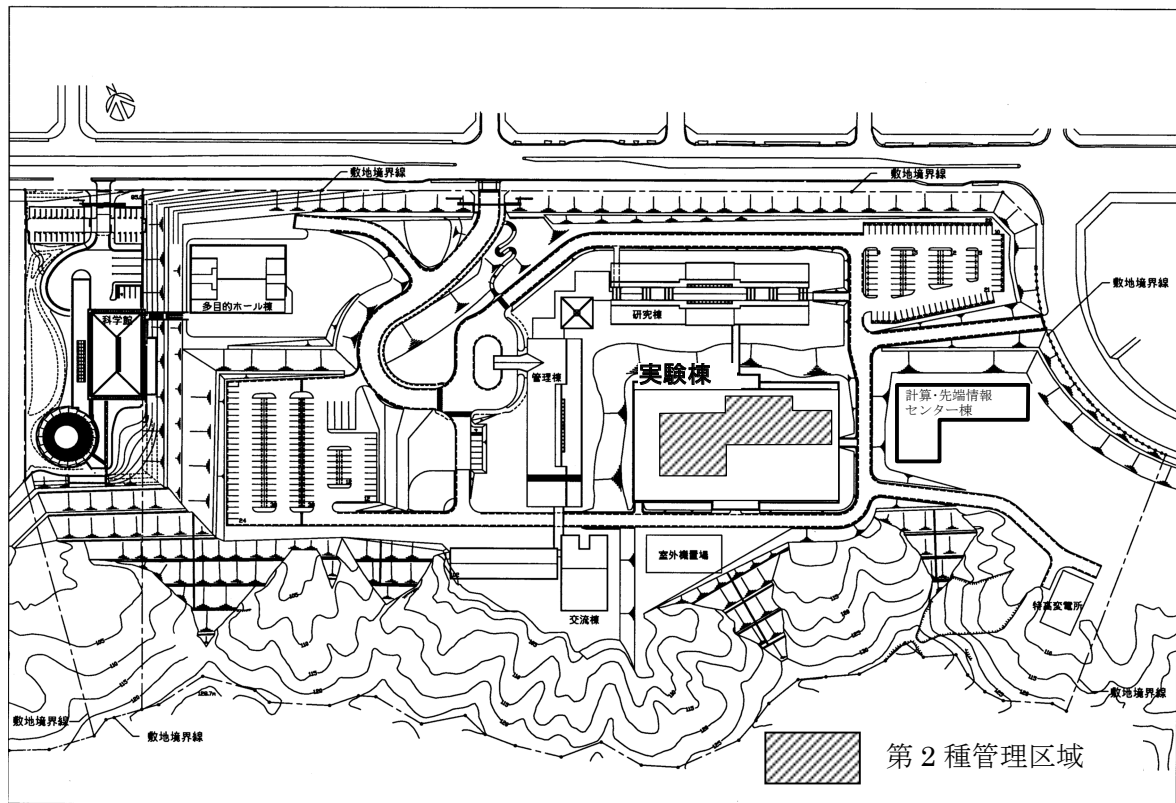 敷地境界線
敷地境界線
敷地境界線
多目的ホール棟
科学館
研究棟
管理棟
実験棟
計算・先端情報
センター棟
室外機置場
交流棟
特高変電所
敷地境界線
敷地境界線
敷地境界線
第2種管理区域